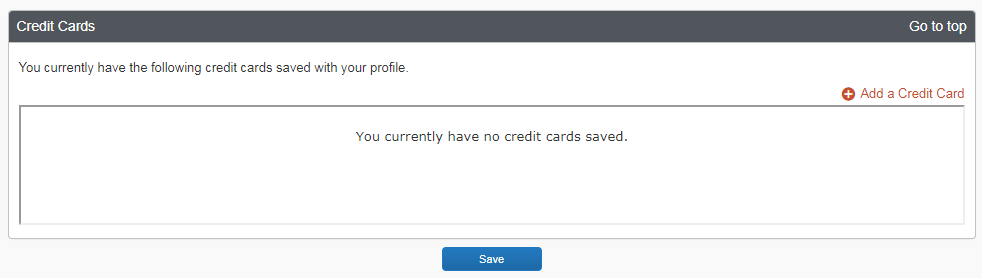 Credit Cards Go to top
You currently have the following credit cards saved with your profile.
Add a Credit Card
You currently have no credit cards saved.
Save